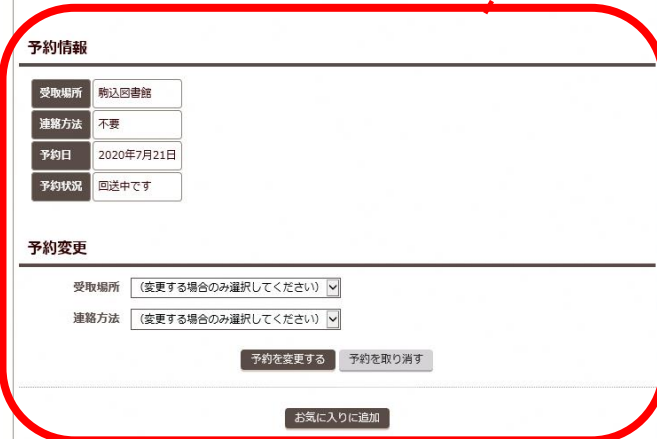 予約情報
受取場所 駒込図書館
連絡方法 不要
予約日 2020年7月21日
予約状況 回送中です
予約変更
受取場所 (変更する場合のみ選択してください)
連絡方法 (変更する場合のみ選択してください)
予約を変更する 予約を取り消す
お気に入りに追加